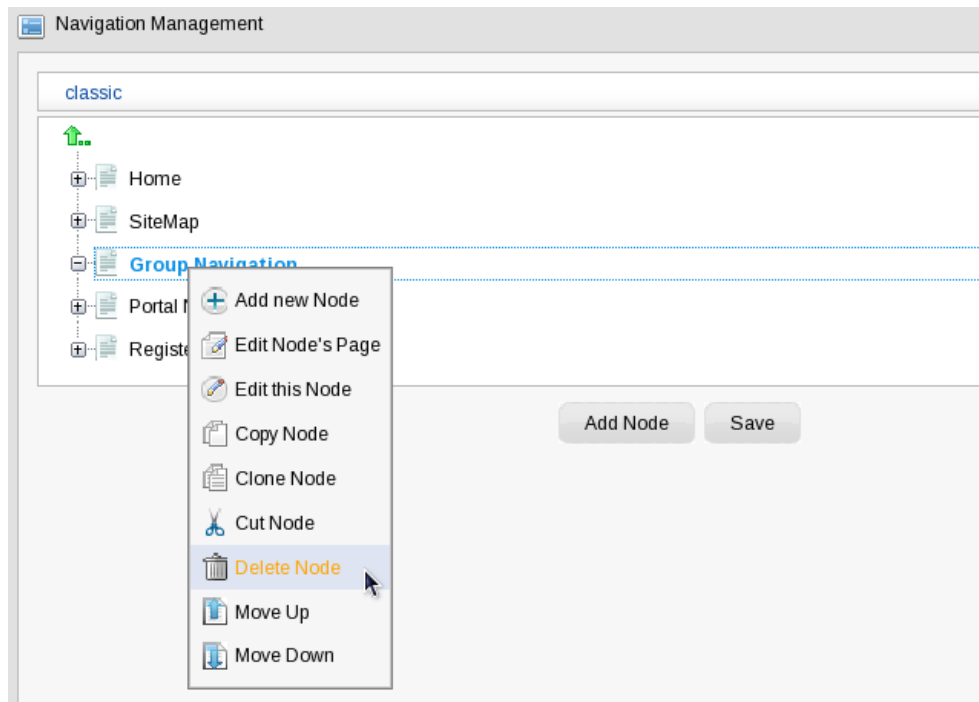 Navigation Management
classic
Home
SiteMap
Group Navigation
Portal
Add new Node
Edit Node's Page
Edit this Node
Copy Node
Clone Node
Cut Node
Delete Node
Move Up
Move Down
Add Node
Save